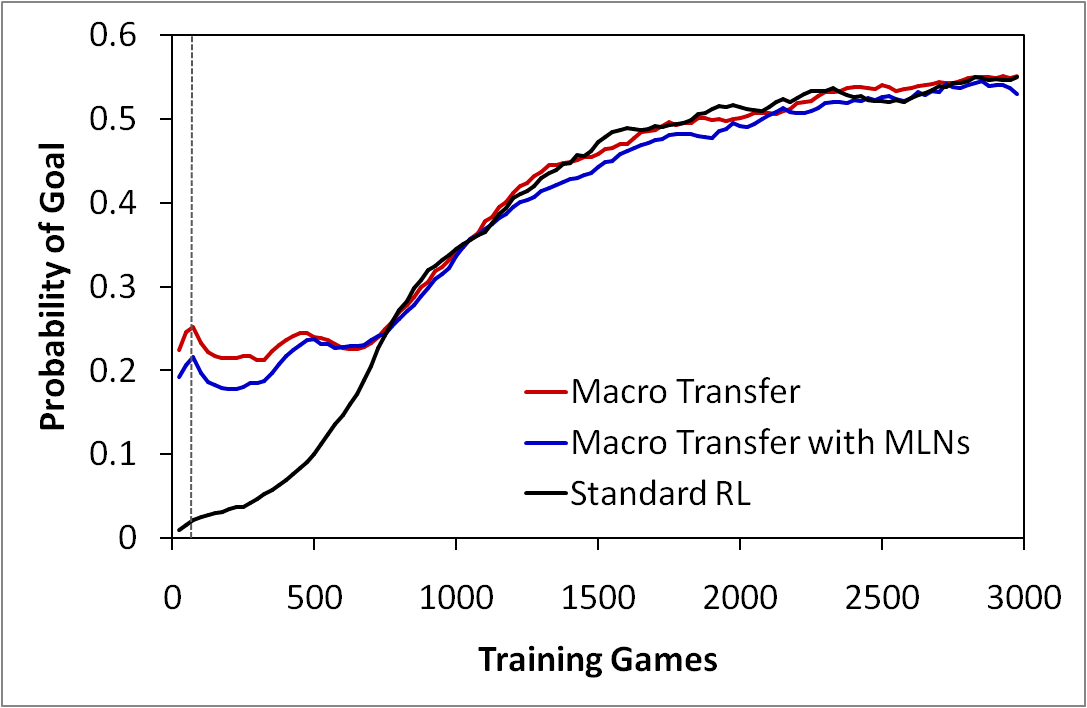 0.6
0.5
0.4
0.3
0.2
0.1
0
Probability of Goal
Macro Transfer
Macro Transfer with MLNs
Standard RL
0 500 1000 1500 2000 2500 3000
Training Games